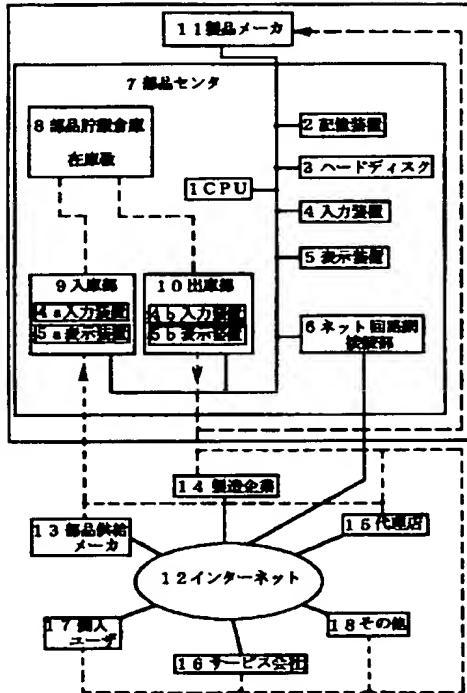 11製品メーカ
7部品センタ
8部品貯蔵倉庫
在庫数
2記憶装置
3ハードディスク
1CPU
4入力装置
5表示装置
9入庫部
4a入力装置
5a表示装置
10出庫部
4b入力装置
5b表示装置
6ネット回路網
接続部
14製造企業
13部品供給
メーカ
15代理店
12インターネット
17個人
ユーザ
18その他
16サービス会社